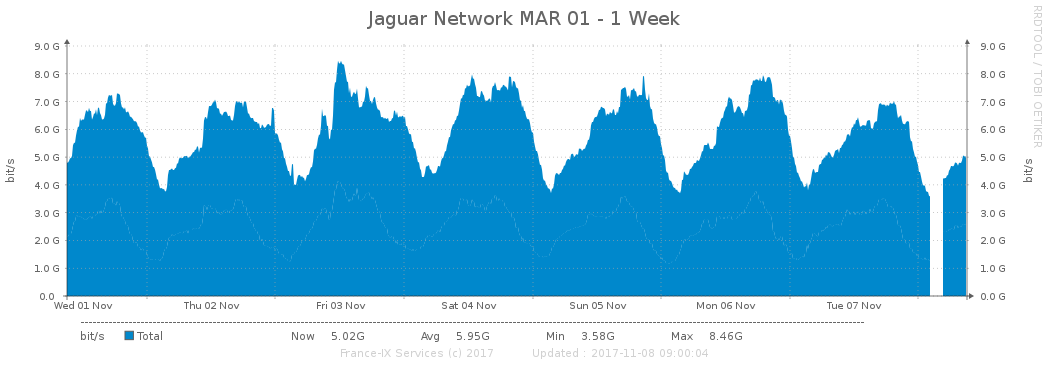 Jaguar Network MAR 01 - 1 Week
RRDTOOL / TOBI OETIKER
9.0 G 9.0 G
8.0 G 8.0 G
7.0 G 7.0 G
6.0 G 6.0 G
5.0 G 5.0 G
4.0 G 4.0 G
3.0 G 3.0 G
2.0 G 2.0 G
1.0 G 1.0 G
0.0 0.0 G
bit/s
bit/s
Wed 01 Nov Thu 02 Nov Fri 03 Nov Sat 04 Nov Sun 05 Nov Mon 06 Nov Tue 07 Nov
bit/s Total Now 5.02G Avg 5.95G Min 3.58G Max 8.46G
France-IX Services (c) 2017 Updated : 2017-11-08 09:00:04